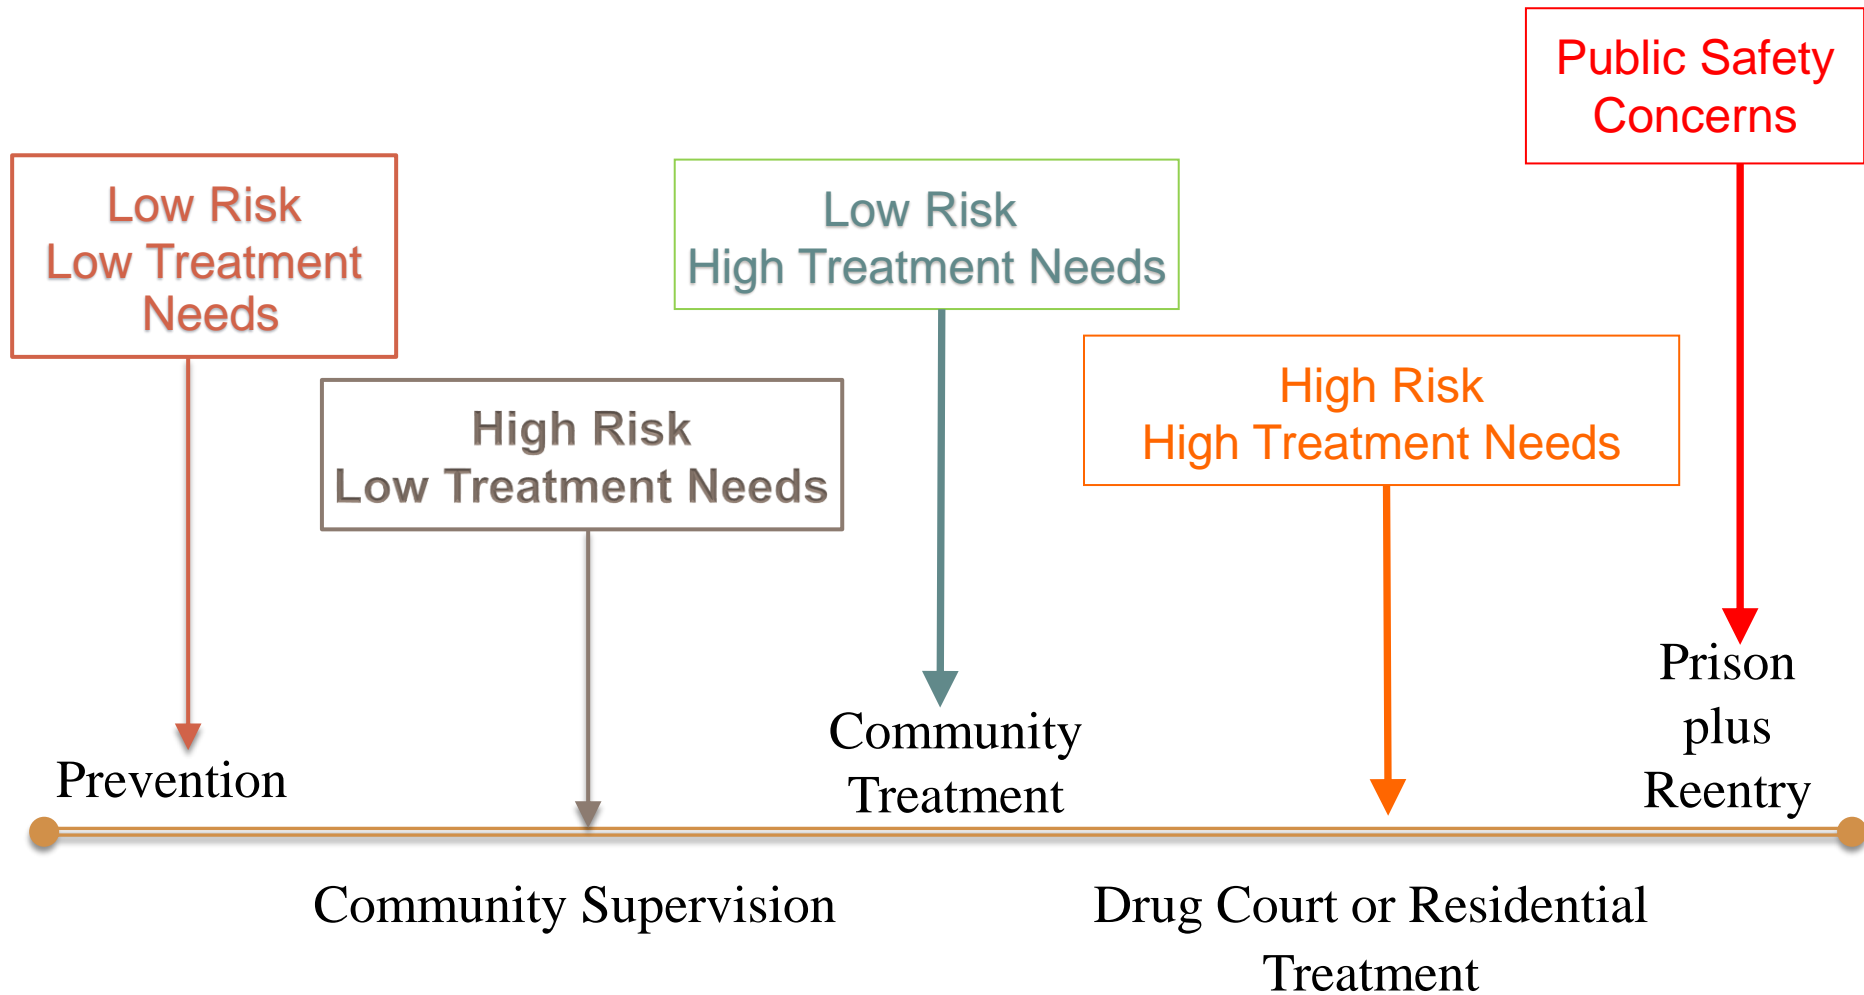 Public Safety
Concerns
Low Risk
Low Treatment
Needs
Low Risk
High Treatment Needs
High Risk
Low Treatment Needs
High Risk
High Treatment Needs
Prevention
Community
Treatment
Prison
plus
Reentry
Community Supervision
Drug Court or Residential
Treatment